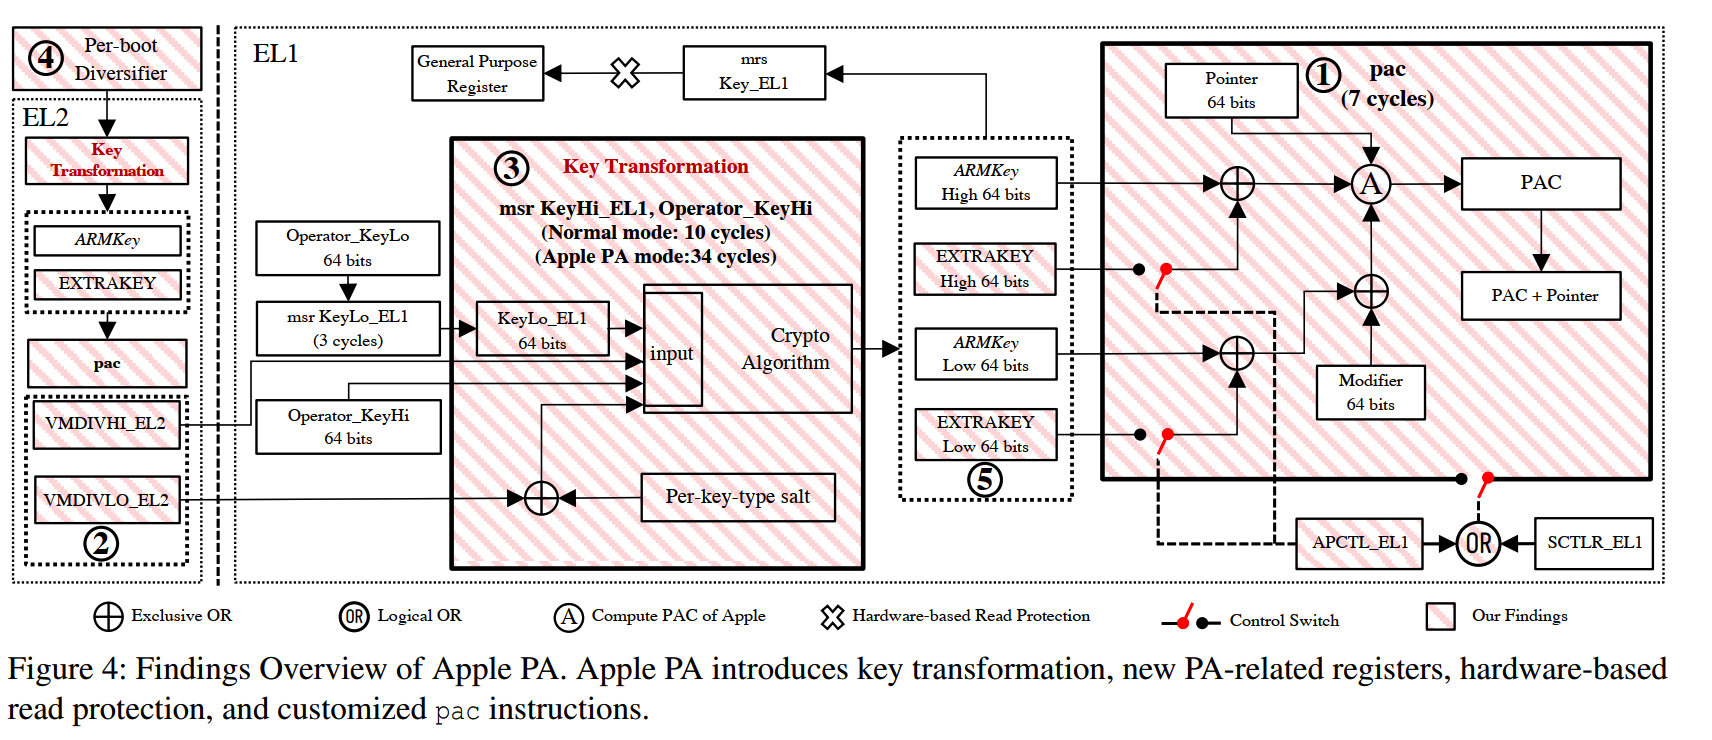 4
Per-boot
Diversifier
EL2
Key
Transformation
ARMKey
EXTRAKEY
pac
VMDIVHI_EL2
VMDIVLO_EL2
2
EL1
General Purpose
Register
mrs
Key_EL1
Operator_KeyLo
64 bits
msr KeyLo_EL1
(3 cycles)
Operator_KeyHi
64 bits
3
Key Transformation
msr KeyHi_EL1, Operator_KeyHi
(Normal mode: 10 cycles)
(Apple PA mode:34 cycles)
KeyLo_EL1
64 bits
input
Crypto
Algorithm
Per-key-type salt
ARMKey
High 64 bits
EXTRAKEY
High 64 bits
ARMKey
Low 64 bits
EXTRAKEY
Low 64 bits
5
Pointer
64 bits
1
pac
(7 cycles)
A
PAC
PAC + Pointer
Modifier
64 bits
APCTL_EL1
OR
SCTLR_EL1
Exclusive OR
OR
Logical OR
A
Compute PAC of Apple
Hardware-based Read Protection
Control Switch
Our Findings
Figure 4: Findings Overview of Apple PA. Apple PA introduces key transformation, new PA-related registers, hardware-based
read protection, and customized pac instructions.